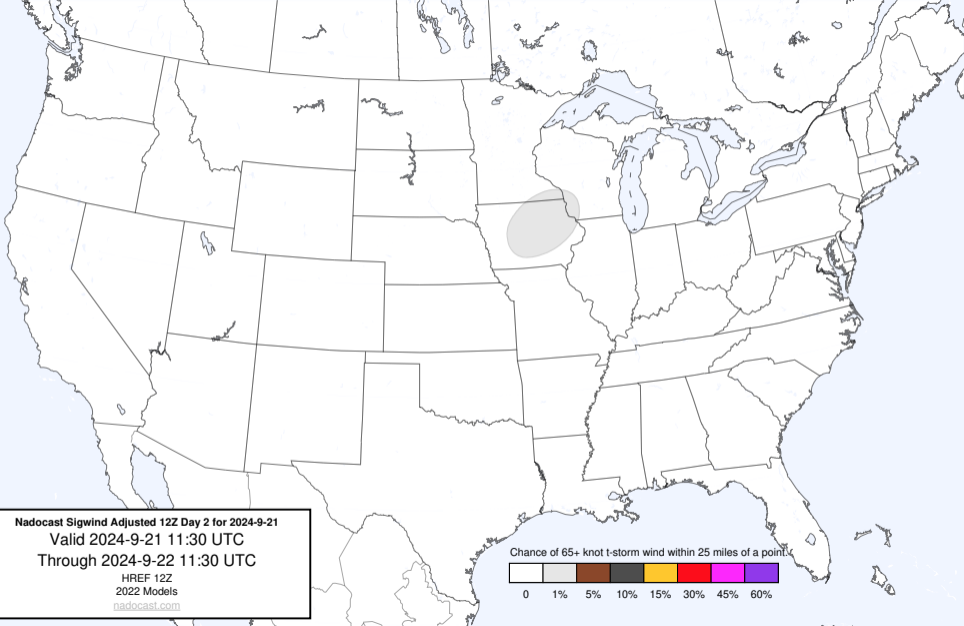 Nadocast Sigwind Adjusted 12Z Day 2 for 2024-9-21
Valid 2024-9-21 11:30 UTC
Through 2024-9-22 11:30 UTC
HREF 12Z
2022 Models
nadocast.com
Chance of 65+ knot t-storm wind within 25 miles of a point.
0 1% 5% 10% 15% 30% 45% 60%